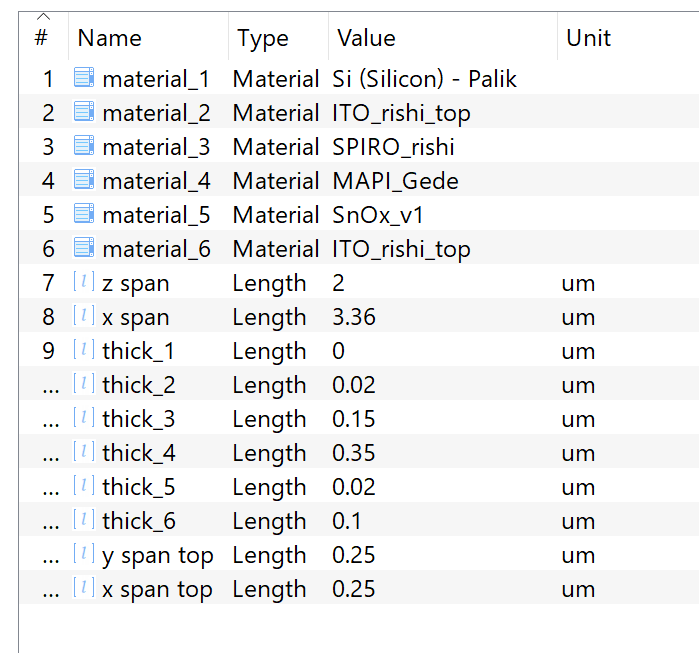 # Name Type Value Unit
1 material_1 Material Si (Silicon) - Palik
2 material_2 Material ITO_rishi_top
3 material_3 Material SPIRO_rishi
4 material_4 Material MAPI_Gede
5 material_5 Material SnOx_v1
6 material_6 Material ITO_rishi_top
7 [l] z span Length 2 um
8 [l] x span Length 3.36 um
9 [l] thick_1 Length 0 um
... [l] thick_2 Length 0.02 um
... [l] thick_3 Length 0.15 um
... [l] thick_4 Length 0.35 um
... [l] thick_5 Length 0.02 um
... [l] thick_6 Length 0.1 um
... [l] y span top Length 0.25 um
... [l] x span top Length 0.25 um